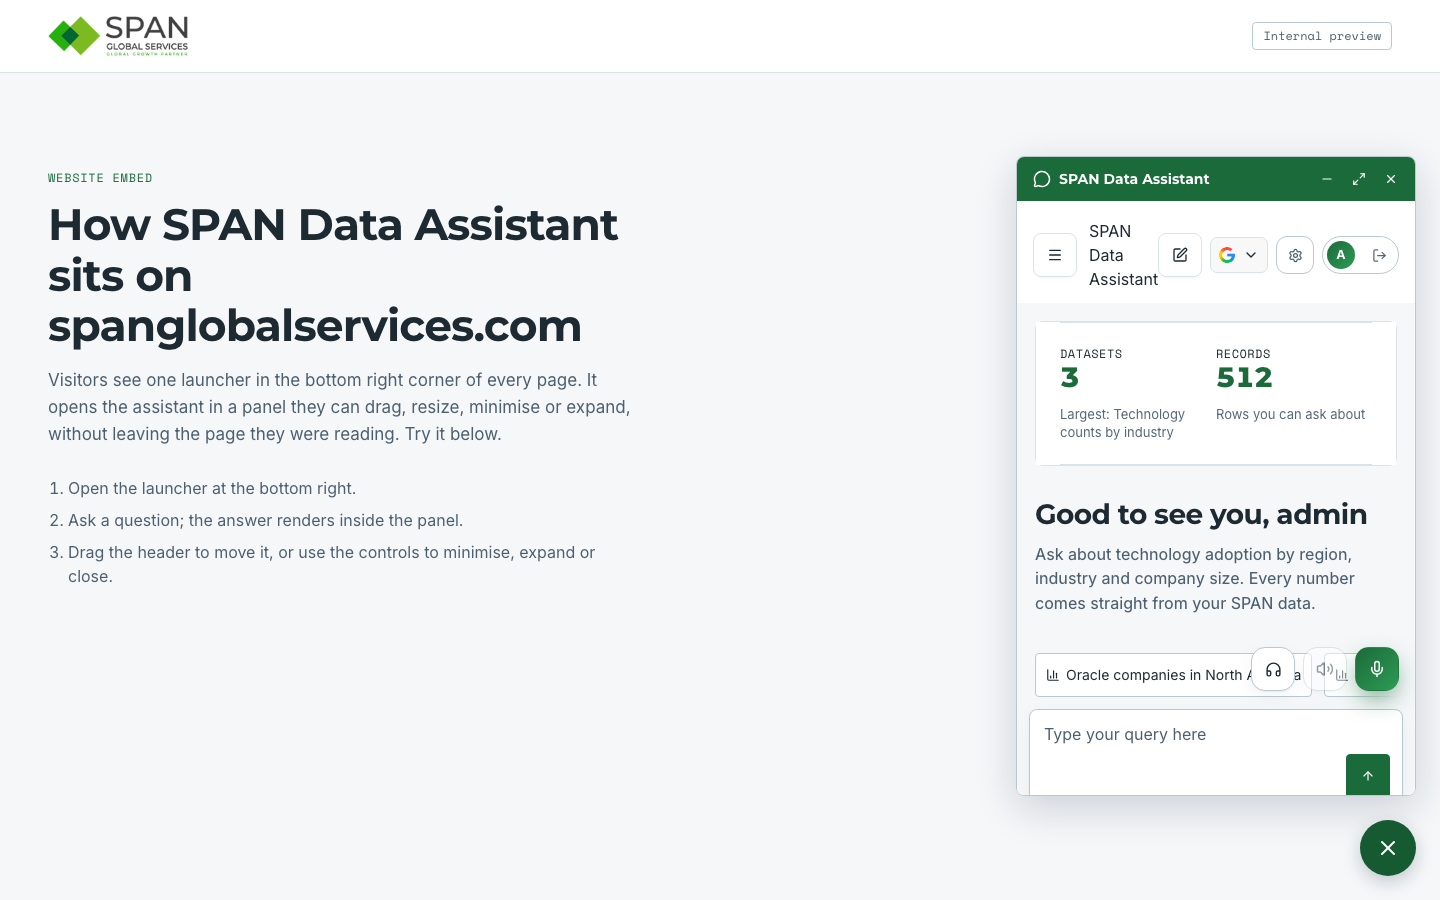 SPAN
GLOBAL SERVICES
GLOBAL GROWTH PARTNER
Internal preview
WEBSITE EMBED
How SPAN Data Assistant
sits on
spanglobalservices.com
Visitors see one launcher in the bottom right corner of every page. It
opens the assistant in a panel they can drag, resize, minimise or expand,
without leaving the page they were reading. Try it below.
1. Open the launcher at the bottom right.
2. Ask a question; the answer renders inside the panel.
3. Drag the header to move it, or use the controls to minimise, expand or
close.
SPAN Data Assistant
SPAN
Data
Assistant
A
DATASETS
3
Largest: Technology
counts by industry
RECORDS
512
Rows you can ask about
Good to see you, admin
Ask about technology adoption by region,
industry and company size. Every number
comes straight from your SPAN data.
Oracle companies in North
Type your query here